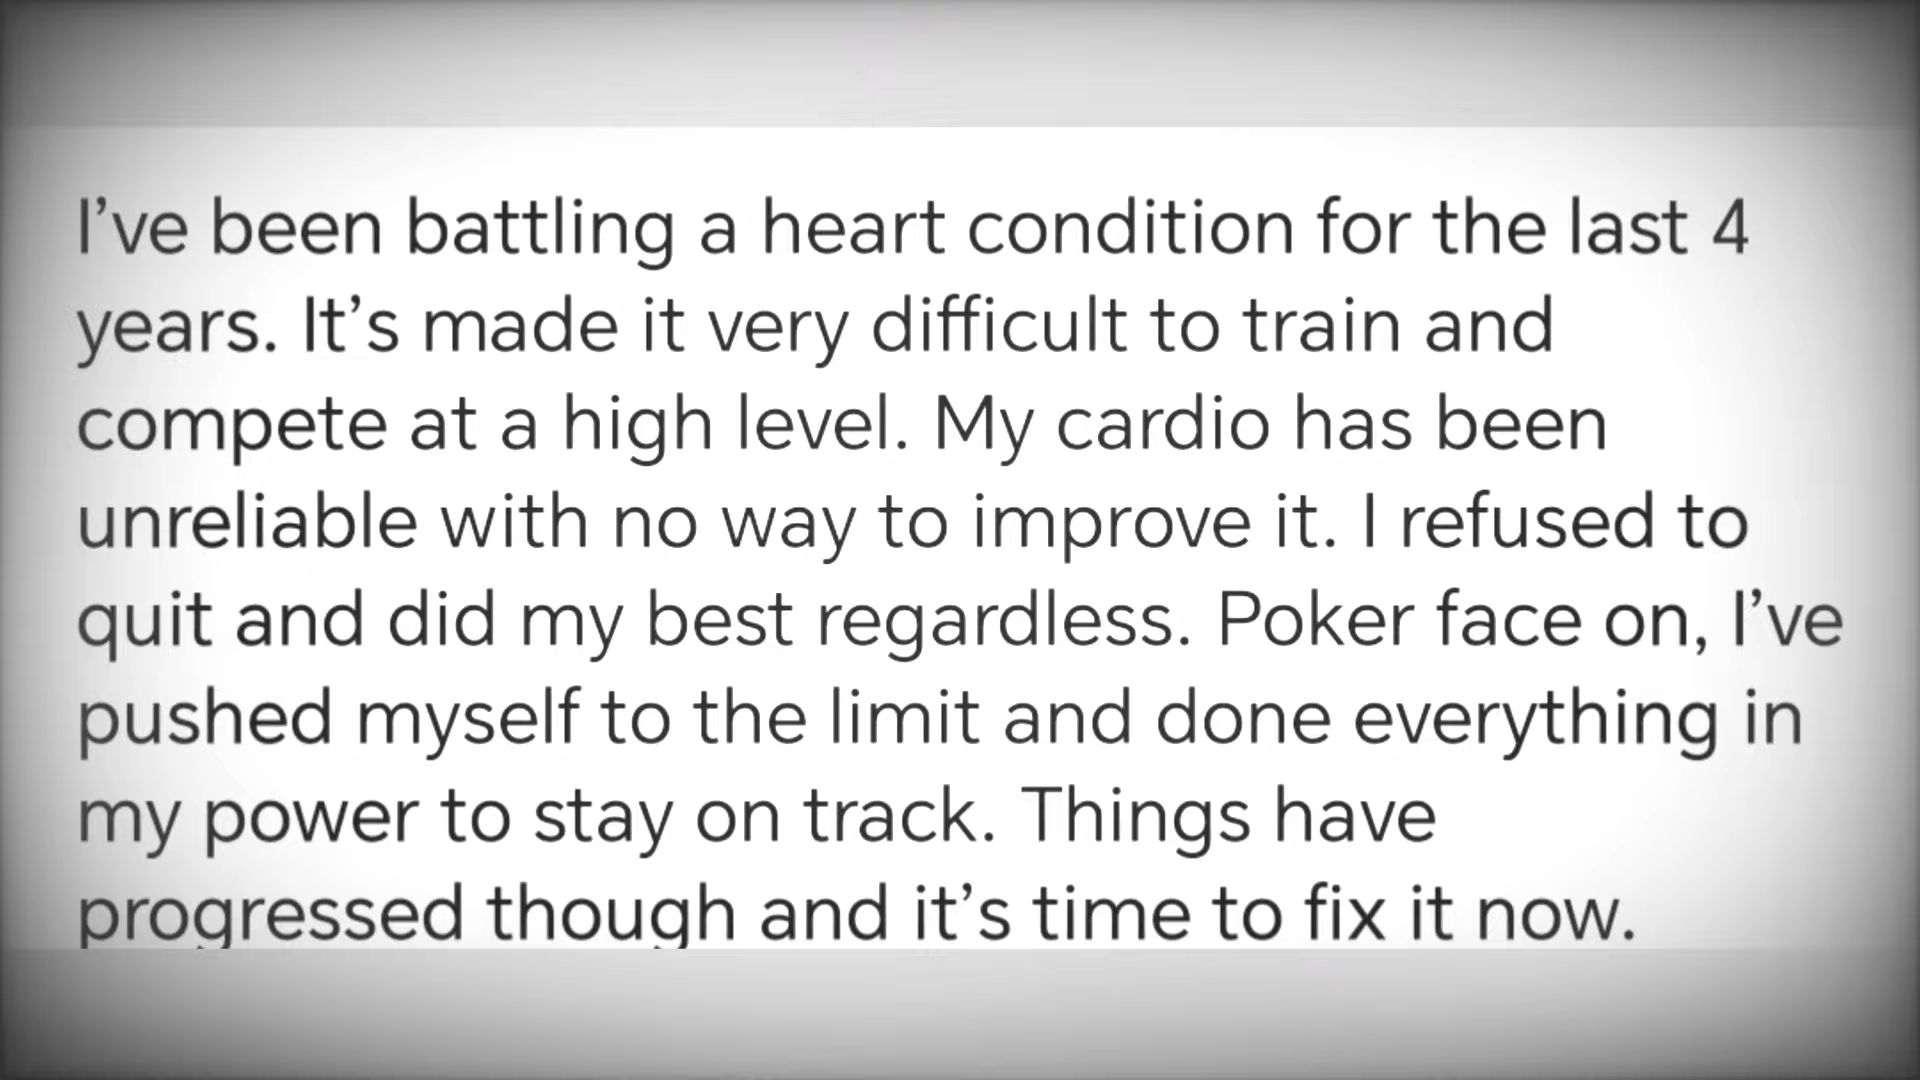 I’ve been battling a heart condition for the last 4
years. It’s made it very difficult to train and
compete at a high level. My cardio has been
unreliable with no way to improve it. I refused to
quit and did my best regardless. Poker face on, I’ve
pushed myself to the limit and done everything in
my power to stay on track. Things have
progressed though and it’s time to fix it now.